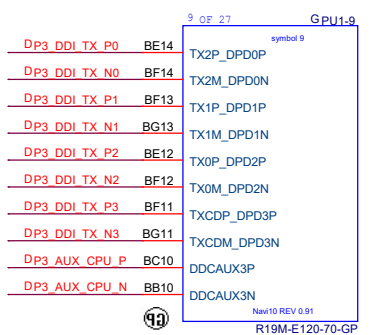 9 OF 27 GPU1-9
symbol 9
DP3_DDI_TX_P0 BE14 TX2P_DPD0P
DP3_DDI_TX_N0 BF14 TX2M_DPD0N
DP3_DDI_TX_P1 BF13 TX1P_DPD1P
DP3_DDI_TX_N1 BG13 TX1M_DPD1N
DP3_DDI_TX_P2 BE12 TX0P_DPD2P
DP3_DDI_TX_N2 BF12 TX0M_DPD2N
DP3_DDI_TX_P3 BF11 TXCDP_DPD3P
DP3_DDI_TX_N3 BG11 TXCDM_DPD3N
DP3_AUX_CPU_P BC10 DDCAUX3P
DP3_AUX_CPU_N BB10 DDCAUX3N
Navi10 REV 0.91
R19M-E120-70-GP